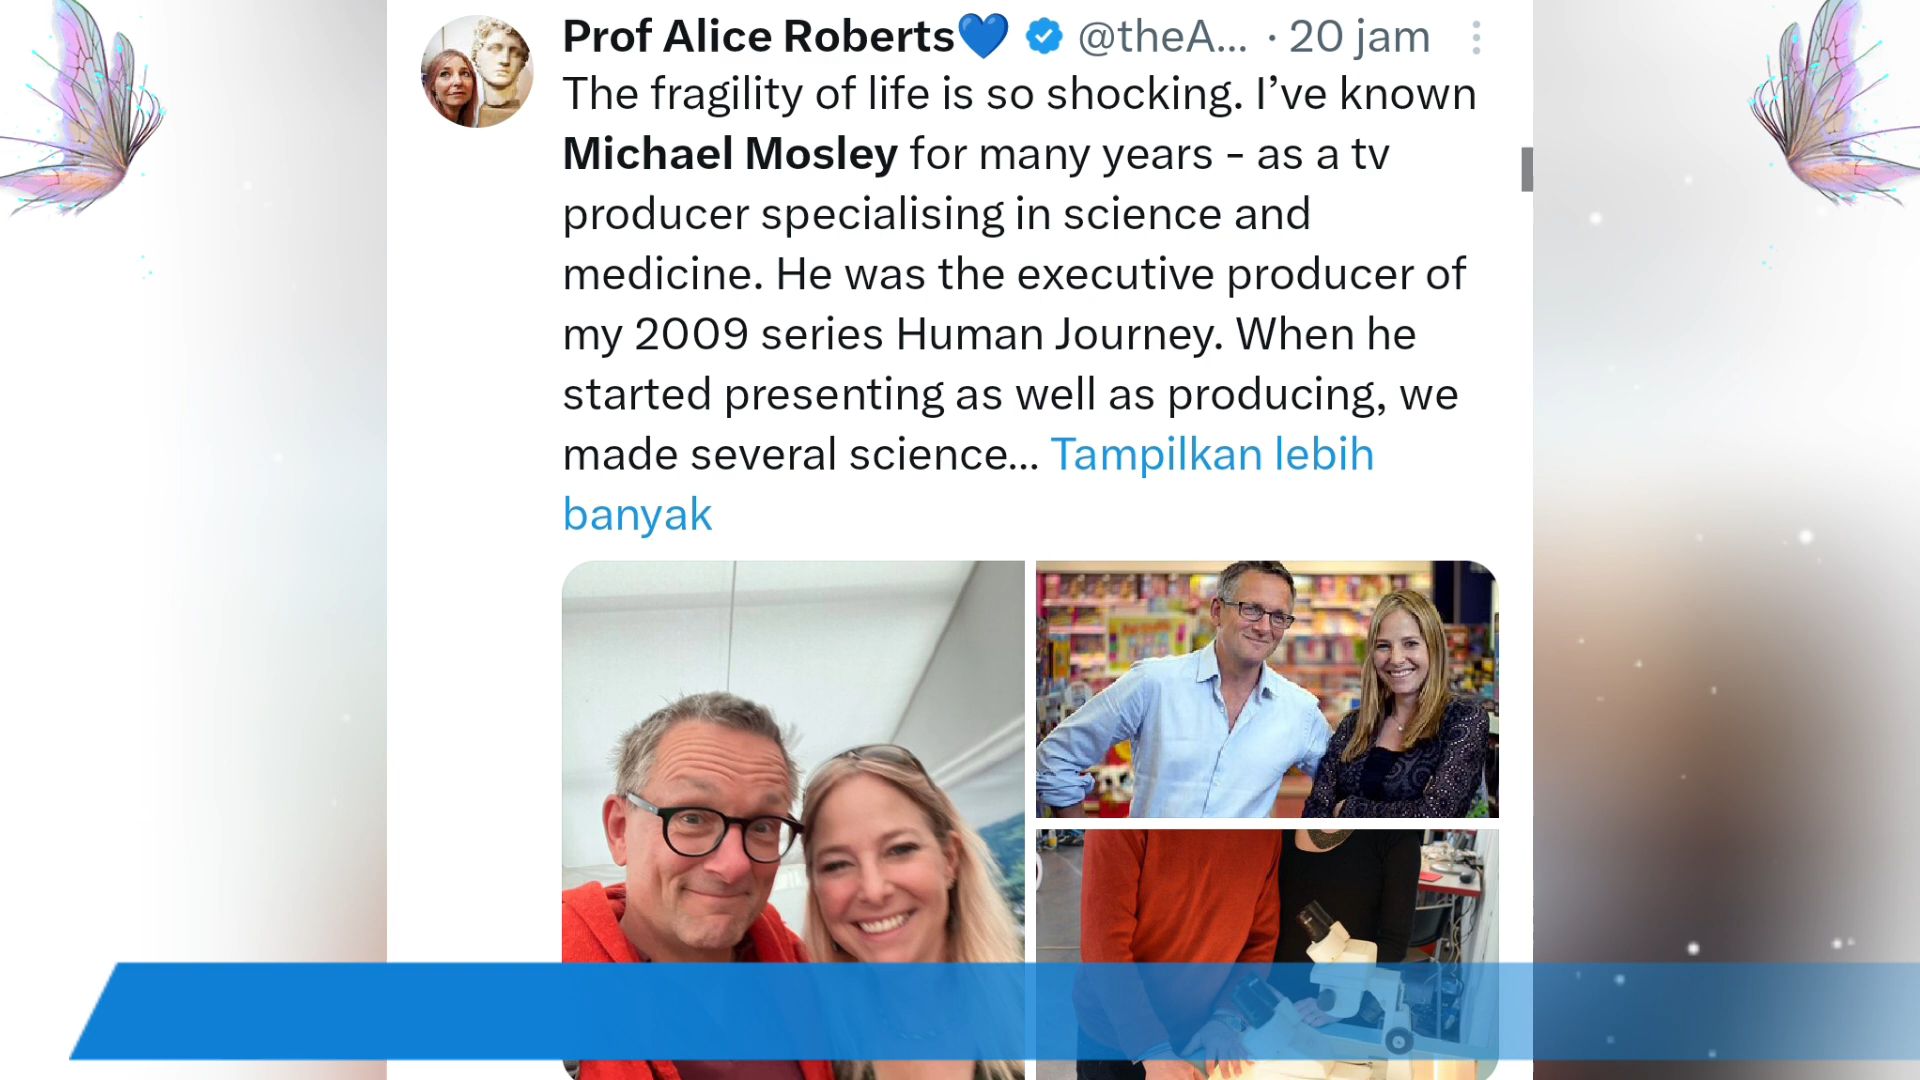 Prof Alice Roberts💙 @theA... · 20 jam
The fragility of life is so shocking. I’ve known
Michael Mosley for many years - as a tv
producer specialising in science and
medicine. He was the executive producer of
my 2009 series Human Journey. When he
started presenting as well as producing, we
made several science... Tampilkan lebih
banyak